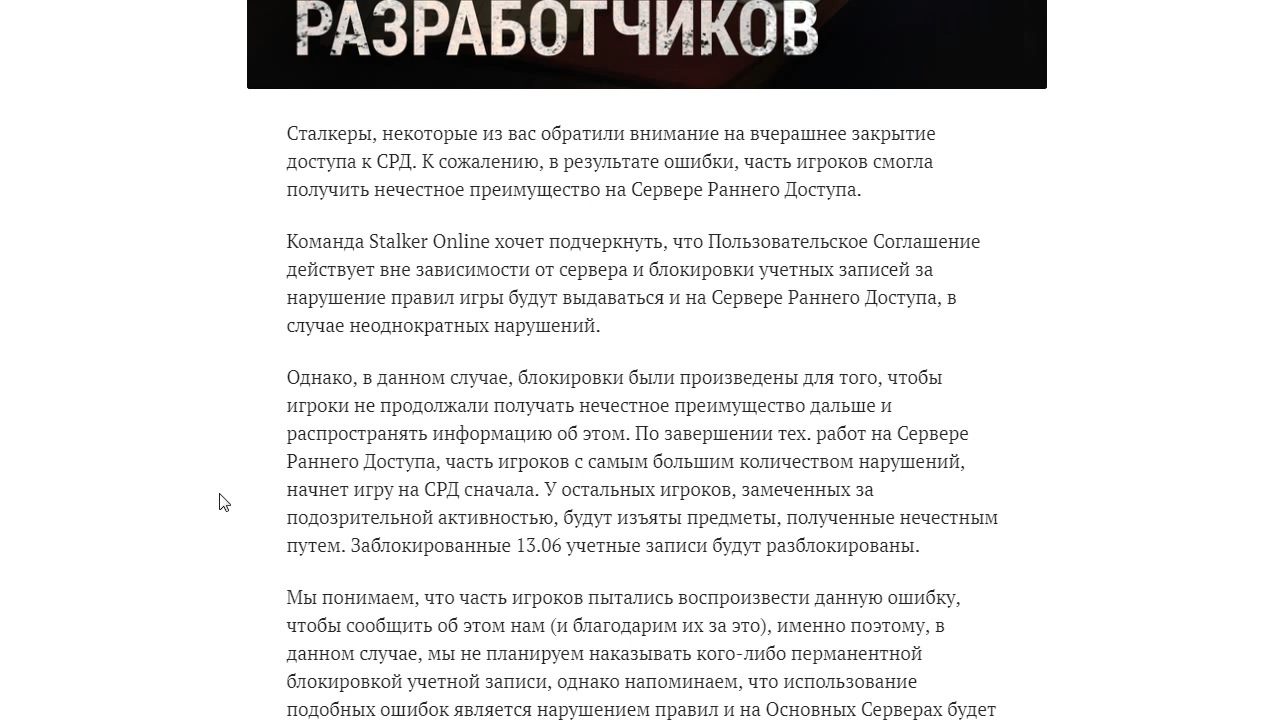 РАЗРАБОТЧИКОВ
Сталкеры, некоторые из вас обратили внимание на вчерашнее закрытие
доступа к СРД. К сожалению, в результате ошибки, часть игроков смогла
получить нечестное преимущество на Сервере Раннего Доступа.
Команда Stalker Online хочет подчеркнуть, что Пользовательское Соглашение
действует вне зависимости от сервера и блокировки учетных записей за
нарушение правил игры будут выдаваться и на Сервере Раннего Доступа, в
случае неоднократных нарушений.
Однако, в данном случае, блокировки были произведены для того, чтобы
игроки не продолжали получать нечестное преимущество дальше и
распространять информацию об этом. По завершении тех. работ на Сервере
Раннего Доступа, часть игроков с самым большим количеством нарушений,
начнет игру на СРД сначала. У остальных игроков, замеченных за
подозрительной активностью, будут изъяты предметы, полученные нечестным
путем. Заблокированные 13.06 учетные записи будут разблокированы.
Мы понимаем, что часть игроков пытались воспроизвести данную ошибку,
чтобы сообщить об этом нам (и благодарим их за это), именно поэтому, в
данном случае, мы не планируем наказывать кого-либо перманентной
блокировкой учетной записи, однако напоминаем, что использование
подобных ошибок является нарушением правил и на Основных Серверах будет